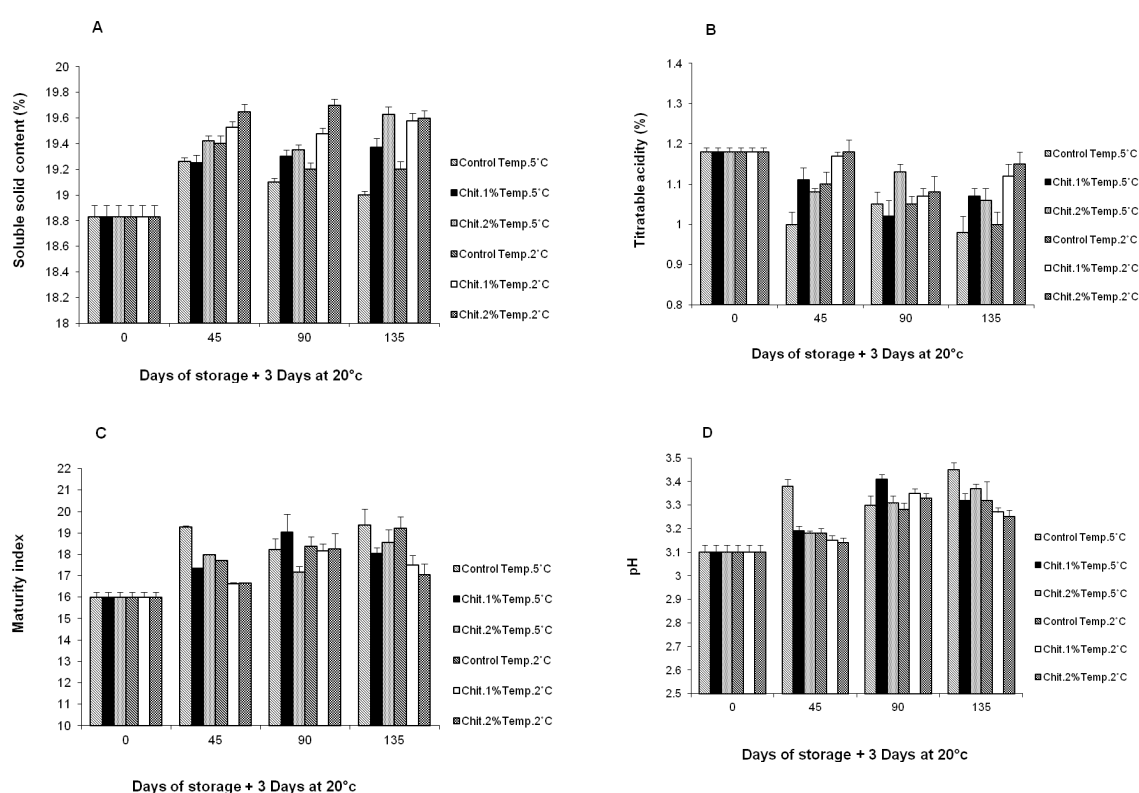 A
Soluble solid content (%)
20
19.8
19.6
19.4
19.2
19
18.8
18.6
18.4
18.2
18
0 45 90 135
Days of storage + 3 Days at 20°c
Control Temp.5˚C
Chit.1%Temp.5˚C
Chit.2%Temp.5˚C
Control Temp.2˚C
Chit.1%Temp.2˚C
Chit.2%Temp.2˚C
B
Titratable acidity (%)
1.4
1.3
1.2
1.1
1
0.9
0.8
0 45 90 135
Days of storage + 3 Days at 20°c
Control Temp.5˚C
Chit.1%Temp.5˚C
Chit.2%Temp.5˚C
Control Temp.2˚C
Chit.1%Temp.2˚C
Chit.2%Temp.2˚C
C
Maturity index
22
21
20
19
18
17
16
15
14
13
12
11
10
0 45 90 135
Days of storage + 3 Days at 20°c
Control Temp.5˚C
Chit.1%Temp.5˚C
Chit.2%Temp.5˚C
Control Temp.2˚C
Chit.1%Temp.2˚C
Chit.2%Temp.2˚C
D
pH
3.5
3.4
3.3
3.2
3.1
3
2.9
2.8
2.7
2.6
2.5
0 45 90 135
Days of storage + 3 Days at 20°c
Control Temp.5˚C
Chit.1%Temp.5˚C
Chit.2%Temp.5˚C
Control Temp.2˚C
Chit.1%Temp.2˚C
Chit.2%Temp.2˚C